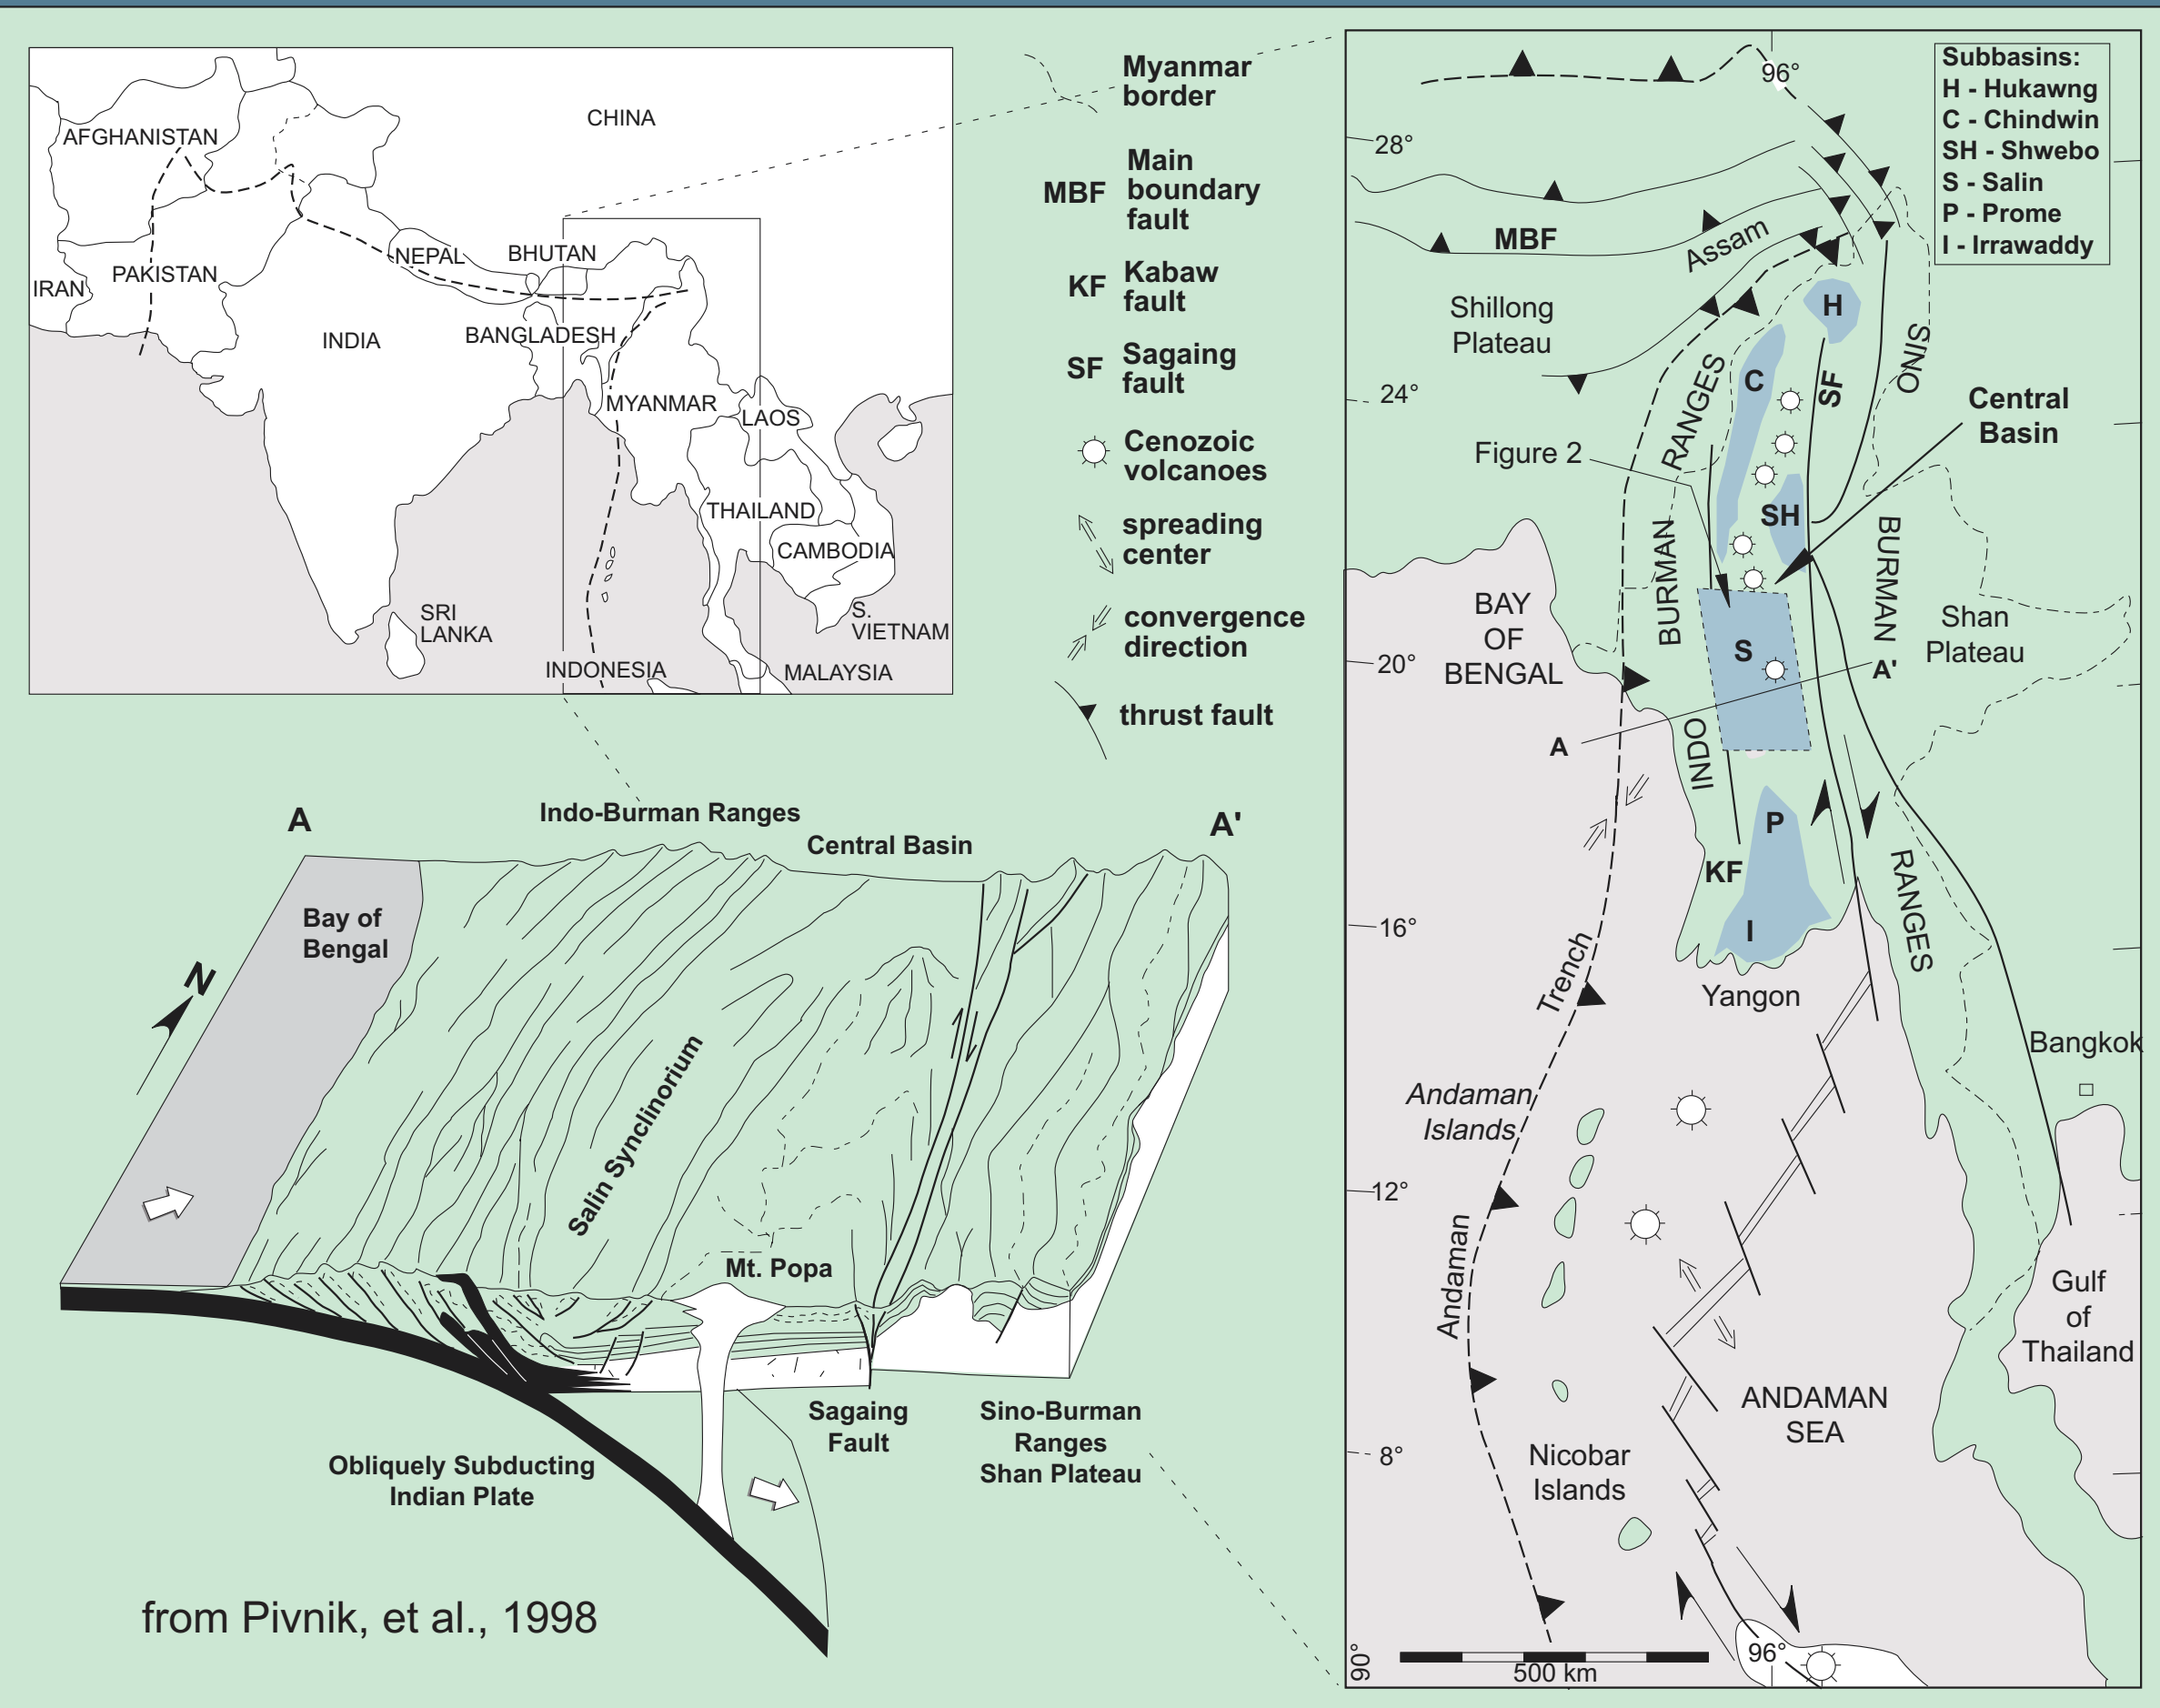 AFGHANISTAN
CHINA
IRAN
PAKISTAN
NEPAL
BHUTAN
INDIA
BANGLADESH
MYANMAR
LAOS
THAILAND
CAMBODIA
SRI
LANKA
S.
VIETNAM
INDONESIA
MALAYSIA
Myanmar
border
MBF
Main
boundary
fault
KF
Kabaw
fault
SF
Sagaing
fault
Cenozoic
volcanoes
spreading
center
convergence
direction
thrust fault
96°
Subbasins:
H - Hukawng
C - Chindwin
SH - Shwebo
S - Salin
P - Prome
I - Irrawaddy
28°
MBF
Assam
Shillong
Plateau
H
SINO
C
SF
RANGES
24°
Central
Basin
Figure 2
SH
BURMAN
BURMAN
BAY
OF
BENGAL
Shan
Plateau
S
20°
A'
A
INDO
P
KF
RANGES
16°
I
Trench
Yangon
Bangkok
Andaman
Islands
12°
Andaman
Gulf
of
Thailand
ANDAMAN
SEA
8°
Nicobar
Islands
90°
500 km
96°
A
Indo-Burman Ranges
Central Basin
A'
Bay of
Bengal
N
Salin Synclinorium
Mt. Popa
Sagaing
Fault
Sino-Burman
Ranges
Shan Plateau
Obliquely Subducting
Indian Plate
from Pivnik, et al., 1998